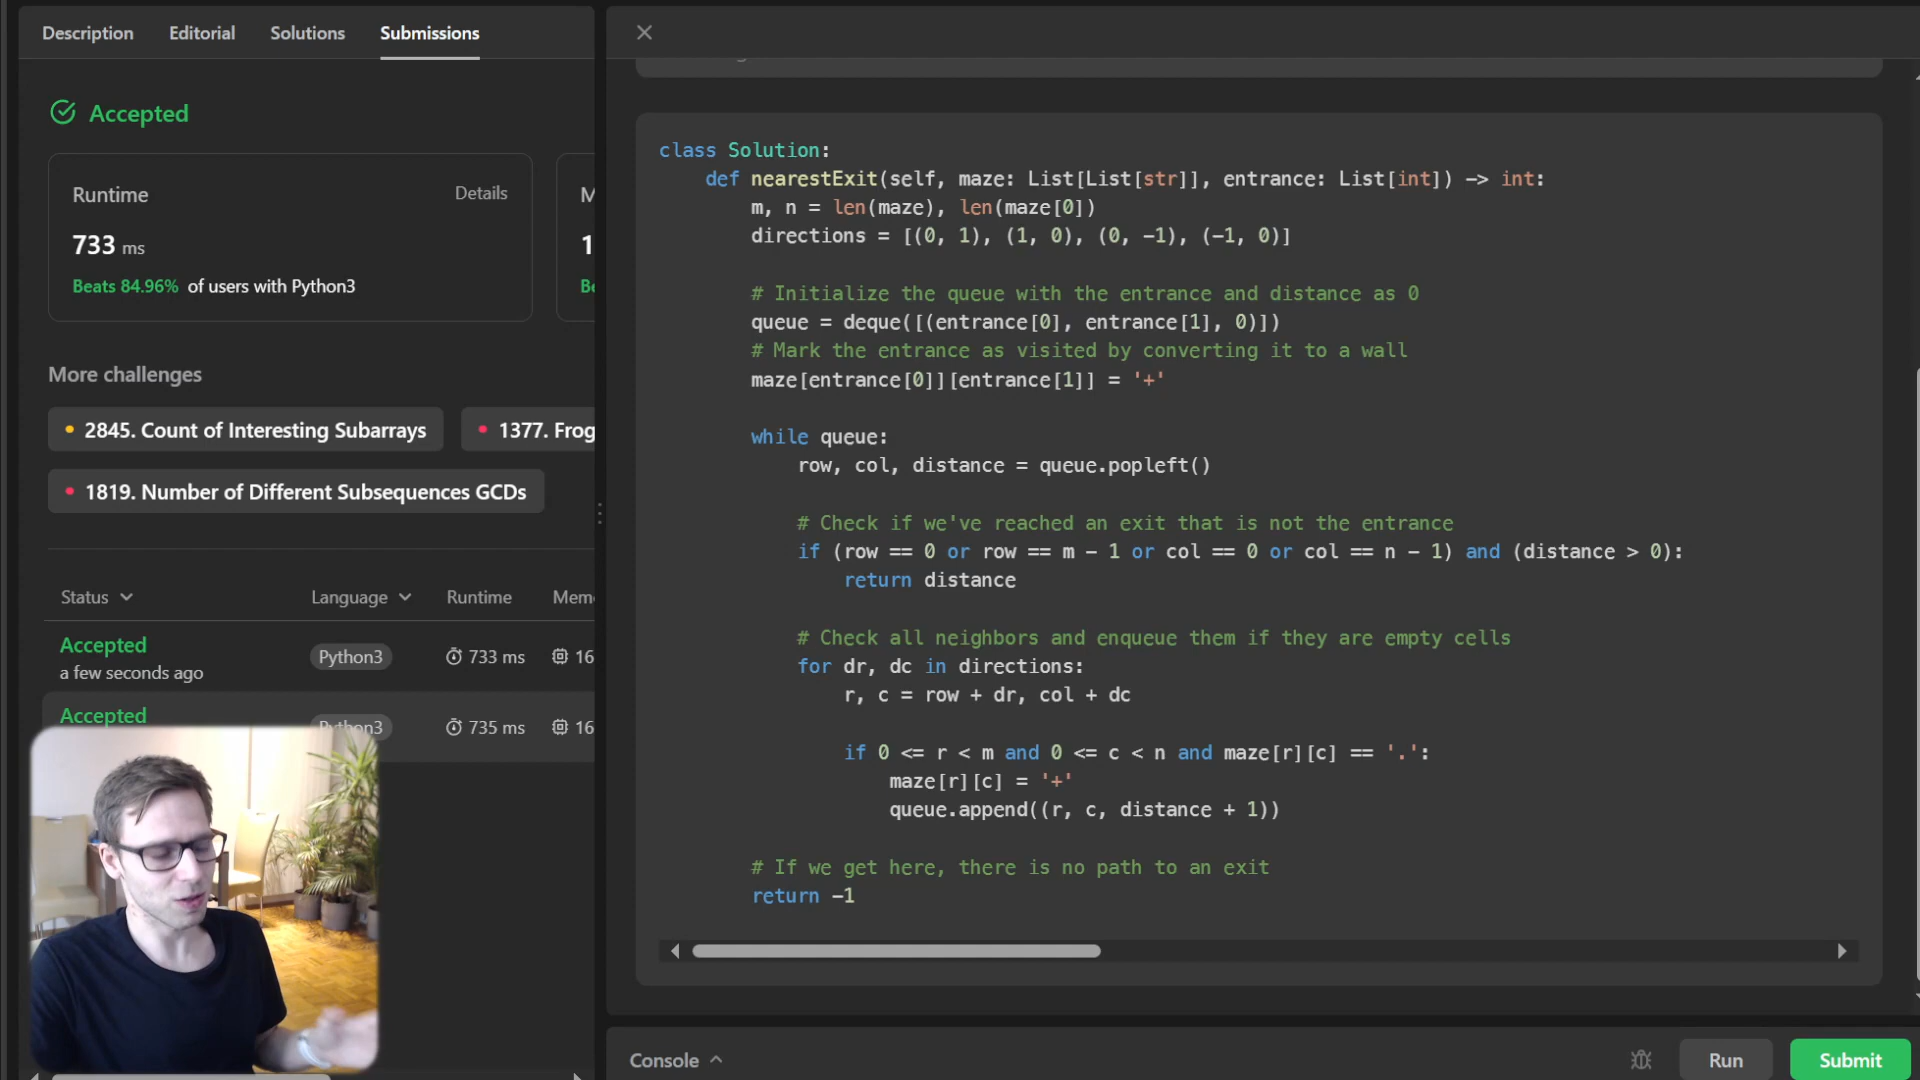 Description Editorial Solutions Submissions
Accepted
Runtime Details
733 ms
Beats 84.96% of users with Python3
M
1
Be
More challenges
2845. Count of Interesting Subarrays
1377. Frog
1819. Number of Different Subsequences GCDs
Status Language Runtime Memo
Accepted
a few seconds ago
Python3 733 ms 16
Accepted
Python3 735 ms 16
class Solution:
def nearestExit(self, maze: List[List[str]], entrance: List[int]) -> int:
m, n = len(maze), len(maze[0])
directions = [(0, 1), (1, 0), (0, -1), (-1, 0)]
# Initialize the queue with the entrance and distance as 0
queue = deque([(entrance[0], entrance[1], 0)])
# Mark the entrance as visited by converting it to a wall
maze[entrance[0]][entrance[1]] = '+'
while queue:
row, col, distance = queue.popleft()
# Check if we've reached an exit that is not the entrance
if (row == 0 or row == m - 1 or col == 0 or col == n - 1) and (distance > 0):
return distance
# Check all neighbors and enqueue them if they are empty cells
for dr, dc in directions:
r, c = row + dr, col + dc
if 0 <= r < m and 0 <= c < n and maze[r][c] == '.':
maze[r][c] = '+'
queue.append((r, c, distance + 1))
# If we get here, there is no path to an exit
return -1
Console
Run
Submit